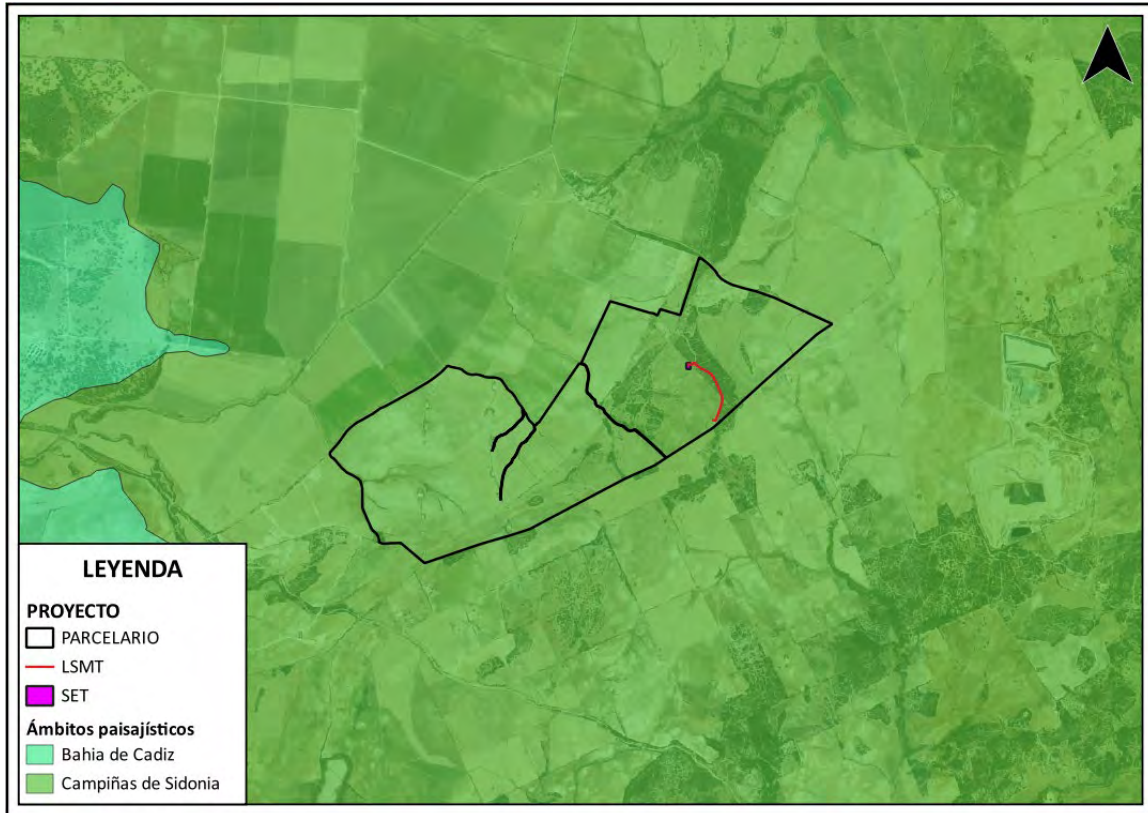 LEYENDA
PROYECTO
PARCELARIO
LSMT
SET
Ámbitos paisajísticos
Bahia de Cadiz
Campiñas de Sidonia